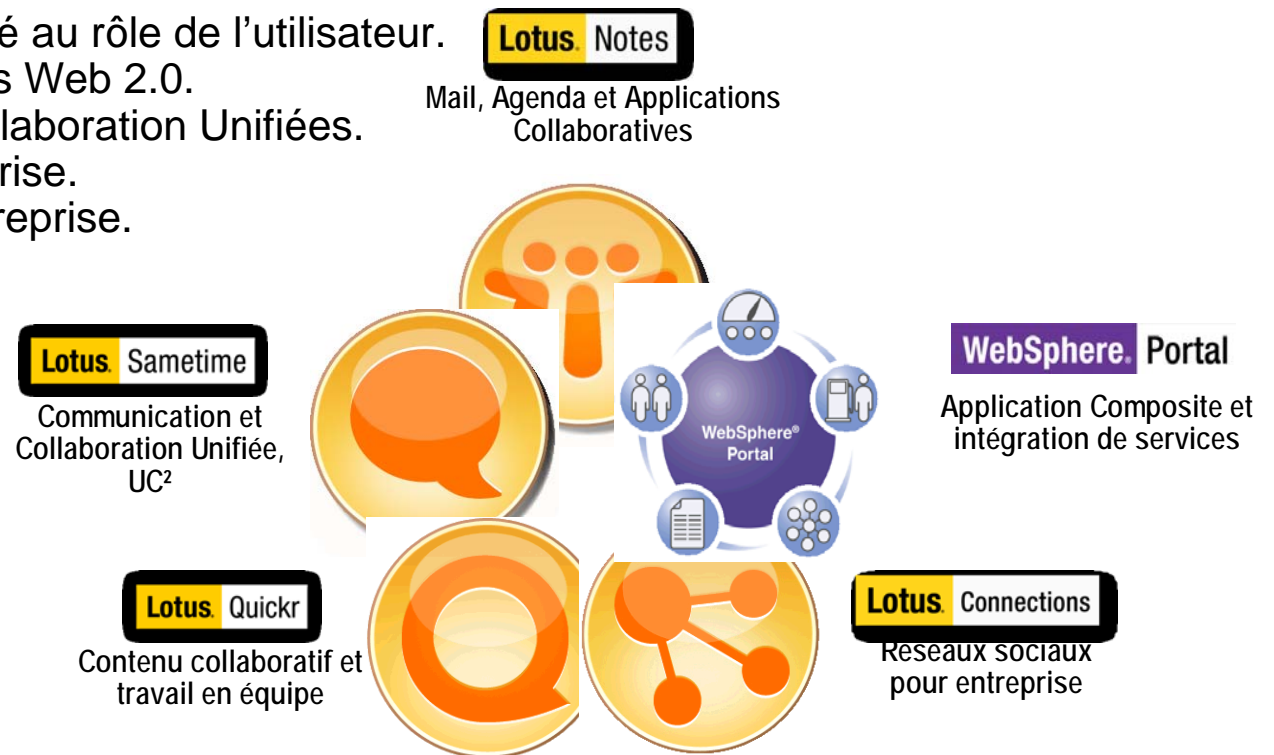 é au rôle de l’utilisateur.
s Web 2.0.
llaboration Unifiées.
rise.
reprise.
Lotus. Notes
Mail, Agenda et Applications
Collaboratives
Lotus. Sametime
Communication et
Collaboration Unifiée,
UC²
WebSphere®
Portal
WebSphere. Portal
Application Composite et
intégration de services
Lotus. Quickr
Contenu collaboratif et
travail en équipe
Lotus. Connections
Réseaux sociaux
pour entreprise